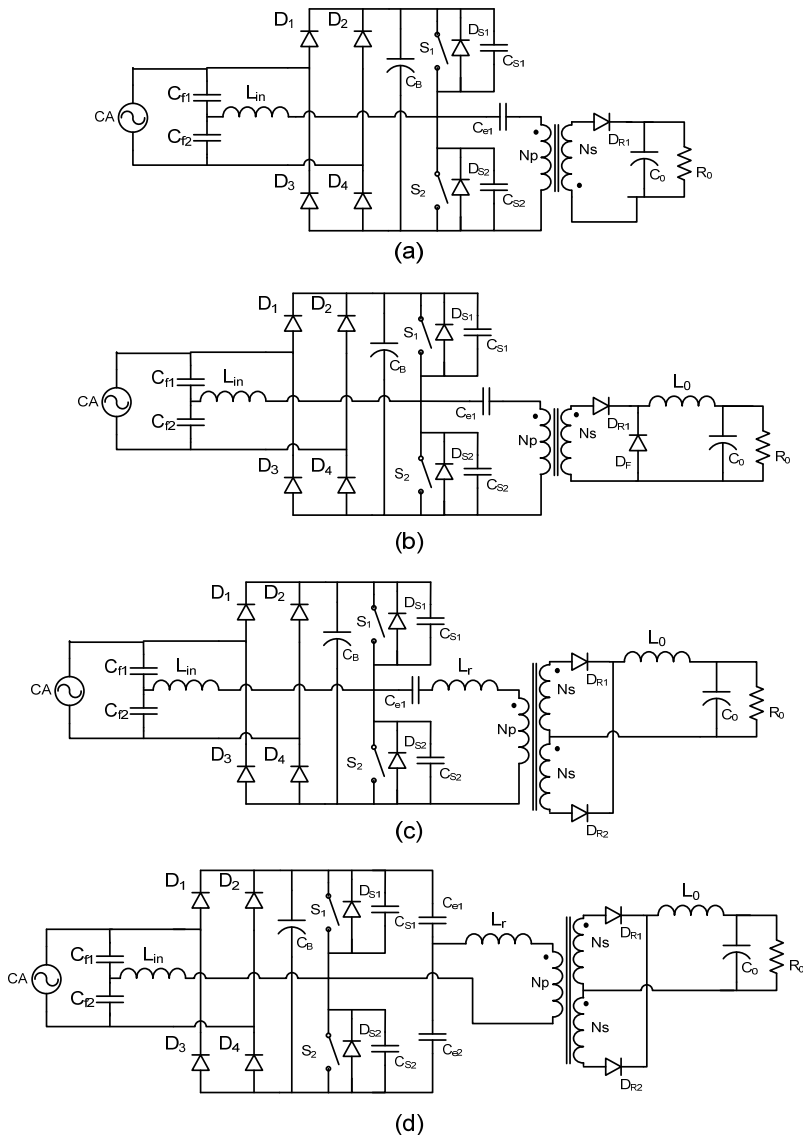 D1 D2
S1 DS1 CS1
CB
Cf1 Lin
CA
Cf2
Ce1
Np Ns DR1
C0 R0
D3 D4
S2 DS2 CS2
(a)
D1 D2
S1 DS1 CS1
CB
Cf1 Lin
CA
Cf2
Ce1
Np Ns DR1 L0
DF C0 R0
D3 D4
S2 DS2 CS2
(b)
D1 D2
S1 DS1 CS1
CB
Cf1 Lin
CA
Cf2
Ce1 Lr
Np Ns DR1 L0
C0 R0
Ns
D3 D4
S2 DS2 CS2
DR2
(c)
D1 D2
S1 DS1 CS1 Ce1
CB
Cf1 Lin
CA
Cf2
Lr
Np Ns DR1 L0
C0 R0
Ns
D3 D4
S2 DS2 CS2 Ce2
DR2
(d)